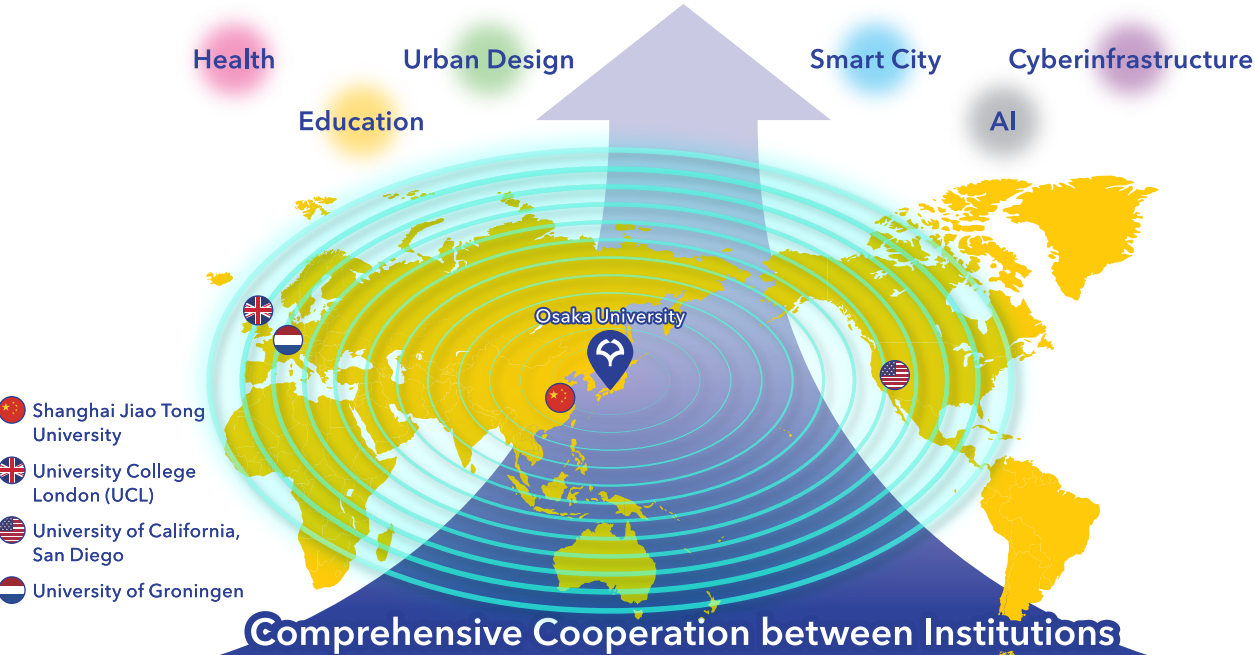 Health
Urban Design
Smart City
Cyberinfrastructure
Education
AI
Osaka University
Shanghai Jiao Tong
University
University College
London (UCL)
University of California,
San Diego
University of Groningen
Comprehensive Cooperation between Institutions